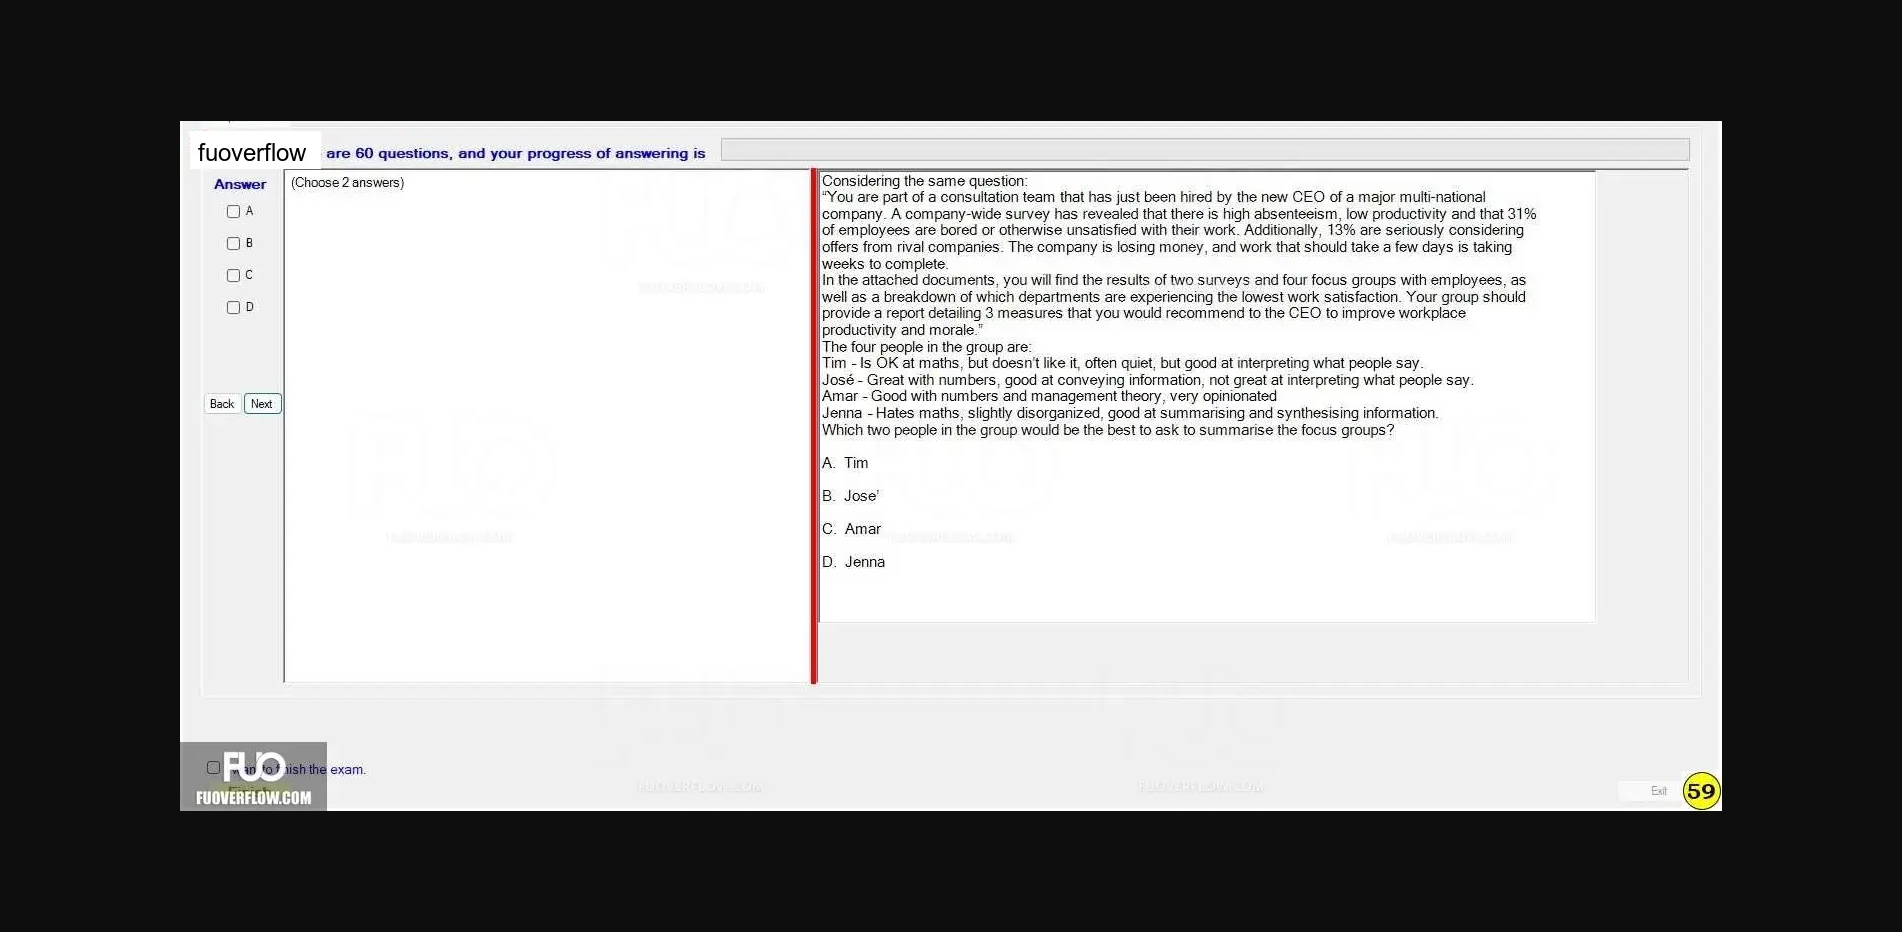 fuoverflow are 60 questions, and your progress of answering is
Answer
(Choose 2 answers)
A
B
C
D
Back Next
Considering the same question:
“You are part of a consultation team that has just been hired by the new CEO of a major multi-national
company. A company-wide survey has revealed that there is high absenteeism, low productivity and that 31%
of employees are bored or otherwise unsatisfied with their work. Additionally, 13% are seriously considering
offers from rival companies. The company is losing money, and work that should take a few days is taking
weeks to complete.
In the attached documents, you will find the results of two surveys and four focus groups with employees, as
well as a breakdown of which departments are experiencing the lowest work satisfaction. Your group should
provide a report detailing 3 measures that you would recommend to the CEO to improve workplace
productivity and morale.”
The four people in the group are:
Tim - Is OK at maths, but doesn't like it, often quiet, but good at interpreting what people say.
José - Great with numbers, good at conveying information, not great at interpreting what people say.
Amar - Good with numbers and management theory, very opinionated
Jenna - Hates maths, slightly disorganized, good at summarising and synthesising information.
Which two people in the group would be the best to ask to summarise the focus groups?
A. Tim
B. Jose'
C. Amar
D. Jenna
FUO
the exam.
FUOVERFLOW.COM
FUOVERFLOW.COM
FUOVERFLOW.COM
FUOVERFLOW.COM
FUOVERFLOW.COM
FUOVERFLOW.COM
FUOVERFLOW.COM
Exit
59